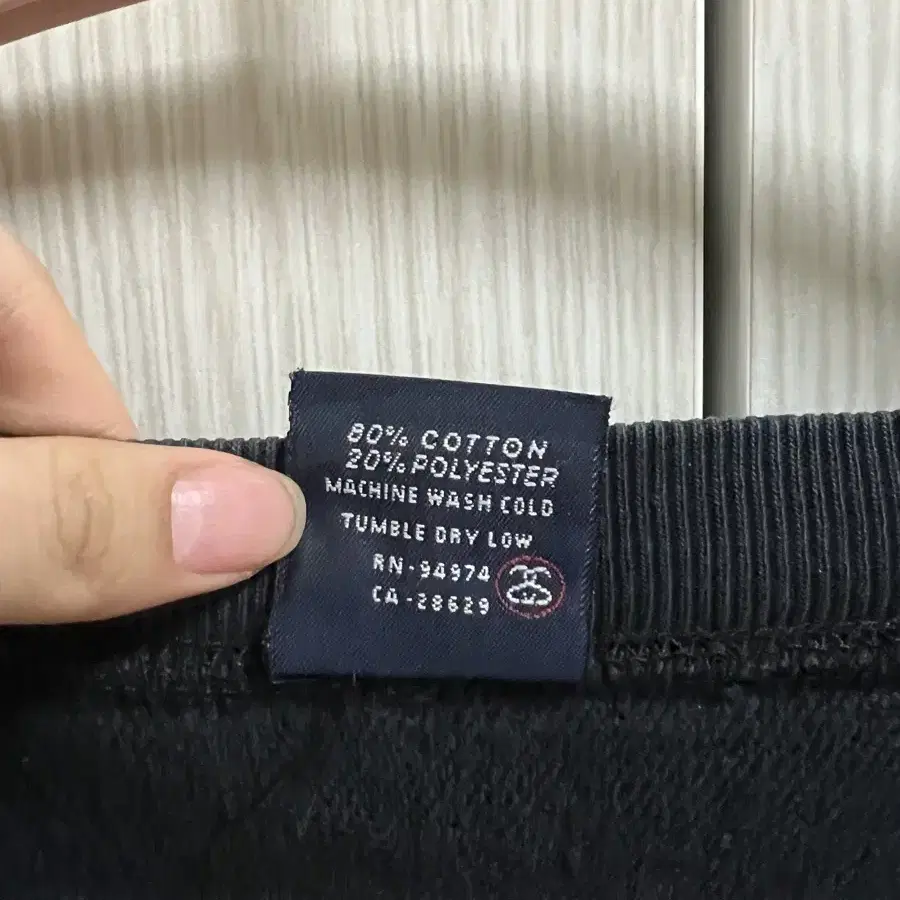 80% COTTON
20% POLYESTER
MACHINE WASH COLD
TUMBLE DRY LOW
RN-94974
CA-28629